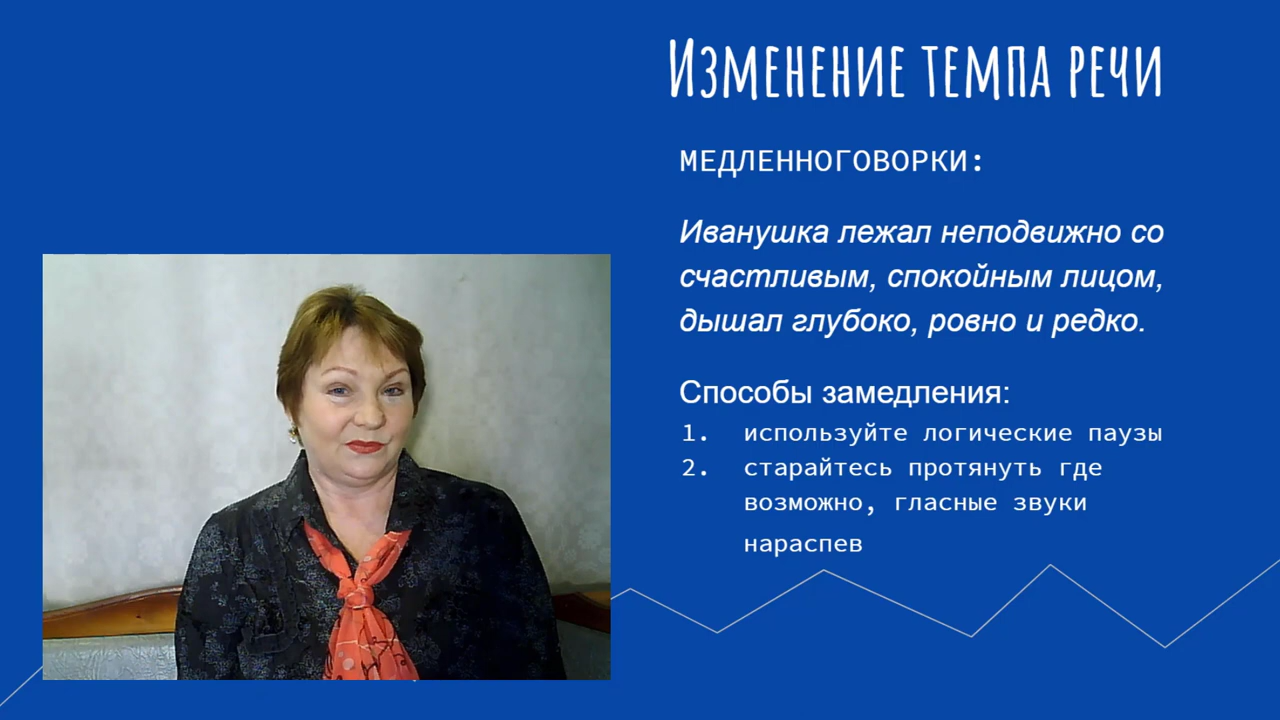 Изменение темпа речи
МЕДЛЕННОГОВОРКИ:
Иванушка лежал неподвижно со
счастливым, спокойным лицом,
дышал глубоко, ровно и редко.
Способы замедления:
1. используйте логические паузы
2. старайтесь протянуть где
возможно, гласные звуки
нараспев